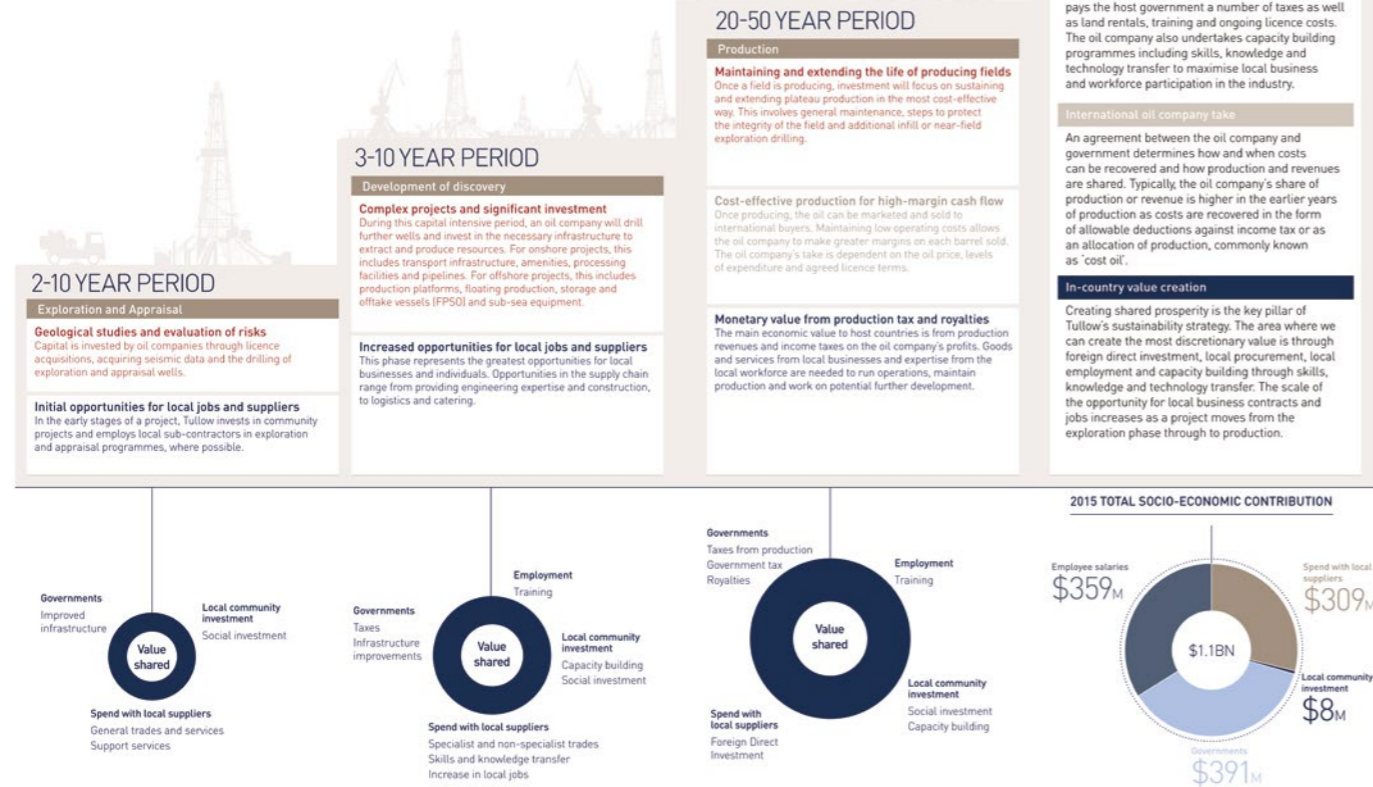 2-10 YEAR PERIOD
Exploration and Appraisal
Geological studies and evaluation of risks
Capital is invested by oil companies through licence
acquisitions, acquiring seismic data and the drilling of
exploration and appraisal wells.
Initial opportunities for local jobs and suppliers
In the early stages of a project, Tullow invests in community
projects and employs local sub-contractors in exploration
and appraisal programmes, where possible.
3-10 YEAR PERIOD
Development of discovery
Complex projects and significant investment
During this capital intensive period, an oil company will drill
further wells and invest in the necessary infrastructure to
extract and produce resources. For onshore projects, this
includes transport infrastructure, amenities, processing
facilities and pipelines. For offshore projects, this includes
production platforms, floating production, storage and
offtake vessels (FPSO) and sub-sea equipment.
Increased opportunities for local jobs and suppliers
This phase represents the greatest opportunities for local
businesses and individuals. Opportunities in the supply chain
range from providing engineering expertise and construction,
to logistics and catering.
20-50 YEAR PERIOD
Production
Maintaining and extending the life of producing fields
Once a field is producing, investment will focus on sustaining
and extending plateau production in the most cost-effective
way. This involves general maintenance, steps to protect
the integrity of the field and additional infill or near-field
exploration drilling.
Cost-effective production for high-margin cash flow
Once producing, the oil can be marketed and sold to
international buyers. Maintaining low operating costs allows
the oil company to make greater margins on each barrel sold.
The oil company's take is dependent on the oil price, levels
of expenditure and agreed licence terms.
Monetary value from production tax and royalties
The main economic value to host countries is from production
revenues and income taxes on the oil company's profits. Goods
and services from local businesses and expertise from the
local workforce are needed to run operations, maintain
production and work on potential further development.
pays the host government a number of taxes as well
as land rentals, training and ongoing licence costs.
The oil company also undertakes capacity building
programmes including skills, knowledge and
technology transfer to maximise local business
and workforce participation in the industry.
International oil company take
An agreement between the oil company and
government determines how and when costs
can be recovered and how production and revenues
are shared. Typically, the oil company's share of
production or revenue is higher in the earlier years
of production as costs are recovered in the form
of allowable deductions against income tax or as
an allocation of production, commonly known
as 'cost oil'.
In-country value creation
Creating shared prosperity is the key pillar of
Tullow's sustainability strategy. The area where we
can create the most discretionary value is through
foreign direct investment, local procurement, local
employment and capacity building through skills,
knowledge and technology transfer. The scale of
the opportunity for local business contracts and
jobs increases as a project moves from the
exploration phase through to production.
Governments
Improved
infrastructure
Value
shared
Local community
investment
Social investment
Spend with local suppliers
General trades and services
Support services
Employment
Training
Governments
Taxes
Infrastructure
improvements
Value
shared
Local community
investment
Capacity building
Social investment
Spend with local suppliers
Specialist and non-specialist trades
Skills and knowledge transfer
Increase in local jobs
Governments
Taxes from production
Government tax
Royalties
Employment
Training
Value
shared
Local community
investment
Social investment
Capacity building
Spend with
local suppliers
Foreign Direct
Investment
2015 TOTAL SOCIO-ECONOMIC CONTRIBUTION
Employee salaries
$359M
Spend with local
suppliers
$309M
$1.1BN
Local community
investment
$8M
Governments
$391M